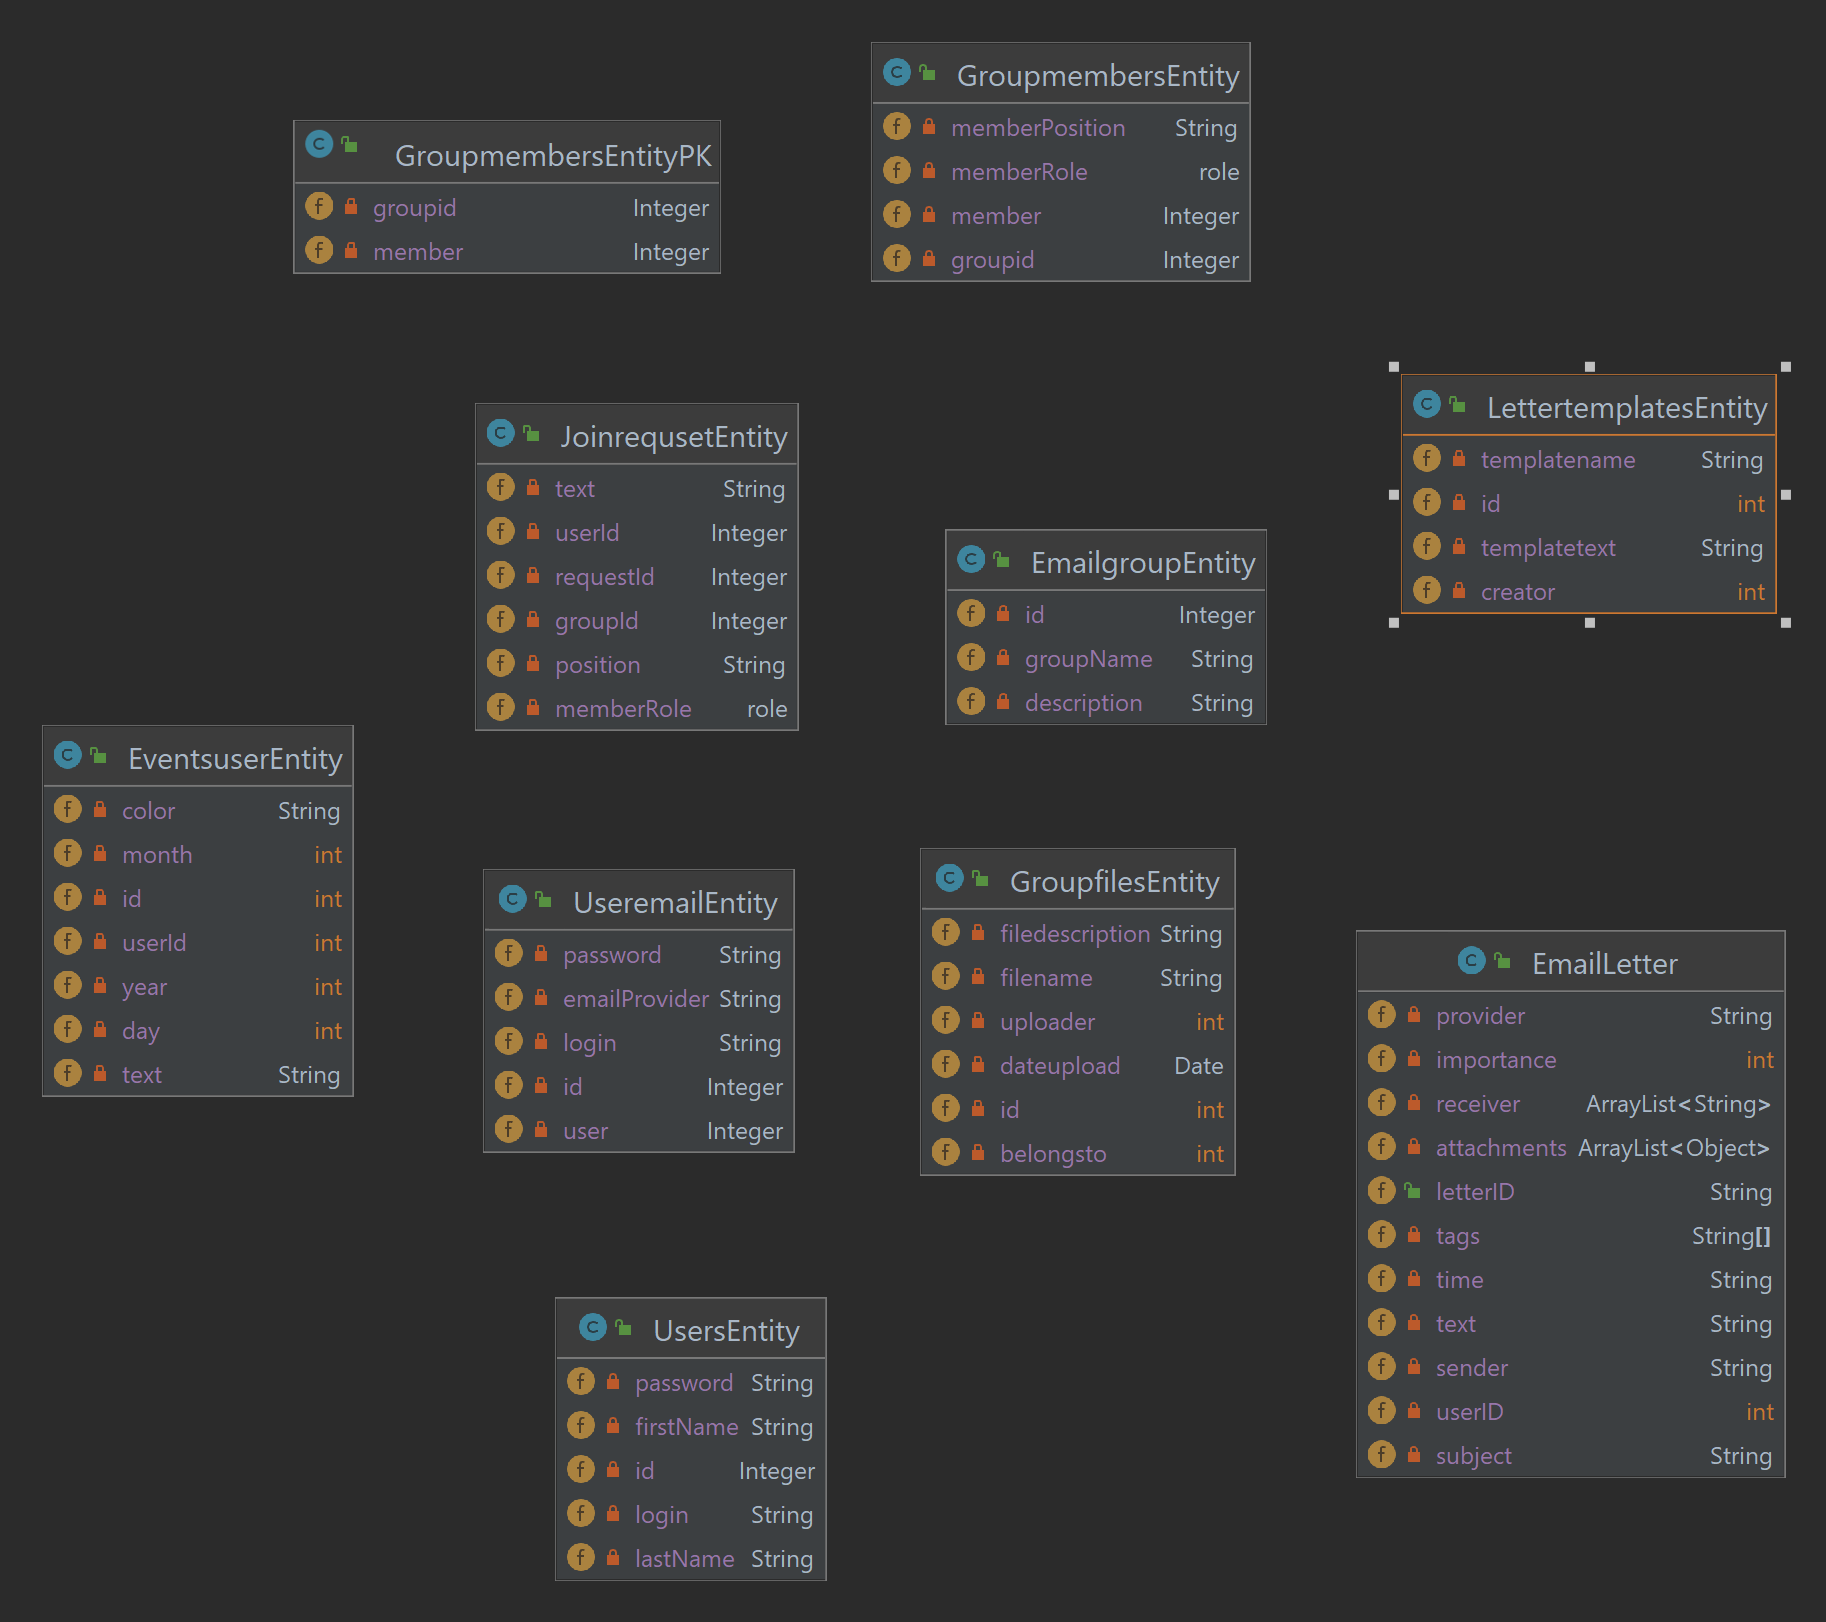 GroupmembersEntity
memberPosition String
memberRole role
member Integer
groupid Integer
GroupmembersEntityPK
groupid Integer
member Integer
LettertemplatesEntity
templatename String
id int
templatetext String
creator int
JoinrequsetEntity
text String
userId Integer
requestId Integer
groupId Integer
position String
memberRole role
EmailgroupEntity
id Integer
groupName String
description String
EventsuserEntity
color String
month int
id int
userId int
year int
day int
text String
UseremailEntity
password String
emailProvider String
login String
id Integer
user Integer
GroupfilesEntity
filedescription String
filename String
uploader int
dateupload Date
id int
belongsto int
EmailLetter
provider String
importance int
receiver ArrayList<String>
attachments ArrayList<Object>
letterID String
tags String[]
time String
text String
sender String
userID int
subject String
UsersEntity
password String
firstName String
id Integer
login String
lastName String